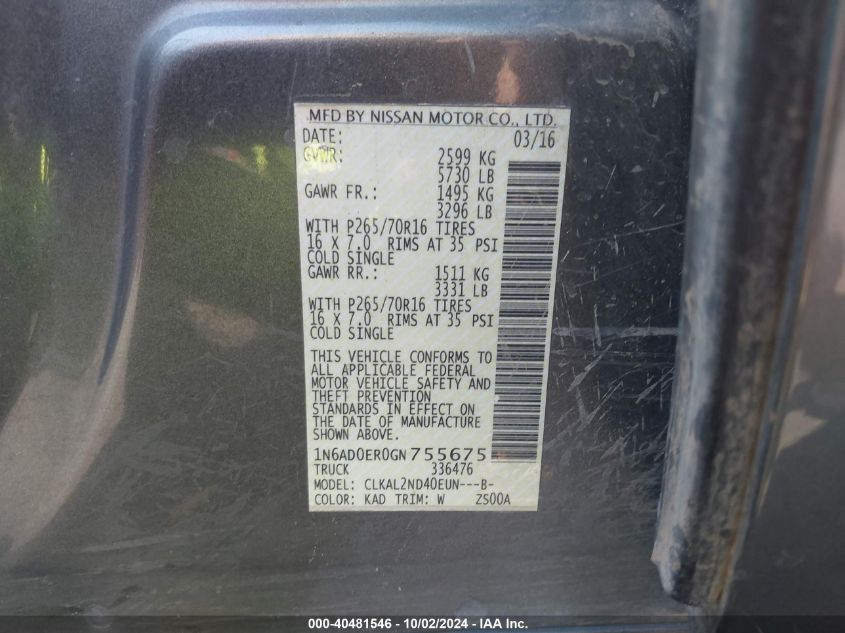 MFD BY NISSAN MOTOR CO., LTD.
DATE: 03/16
GVWR: 2599 KG
5730 LB
GAWR FR.: 1495 KG
3296 LB
WITH P265/70R16 TIRES
16 X 7.0 RIMS AT 35 PSI
COLD SINGLE
GAWR RR.: 1511 KG
3331 LB
WITH P265/70R16 TIRES
16 X 7.0 RIMS AT 35 PSI
COLD SINGLE
THIS VEHICLE CONFORMS TO
ALL APPLICABLE FEDERAL
MOTOR VEHICLE SAFETY AND
THEFT PREVENTION
STANDARDS IN EFFECT ON
THE DATE OF MANUFACTURE
SHOWN ABOVE.
1N6AD0ER0GN755675
TRUCK 336476
MODEL: CLKAL2ND40EUN---B-
COLOR: KAD TRIM: W ZS00A
000-40481546 - 10/02/2024 - IAA Inc.